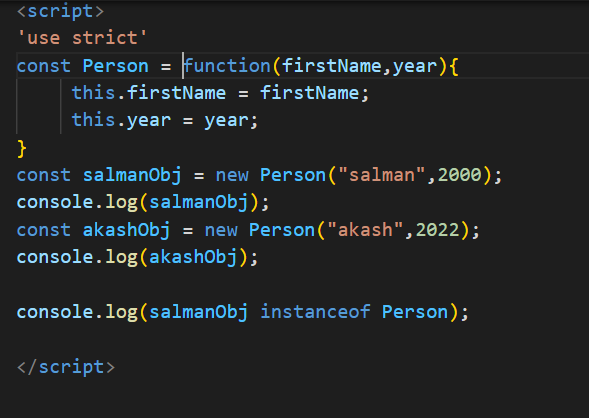 <script>
'use strict'
const Person = function(firstName,year){
this.firstName = firstName;
this.year = year;
}
const salmanObj = new Person("salman",2000);
console.log(salmanObj);
const akashObj = new Person("akash",2022);
console.log(akashObj);
console.log(salmanObj instanceof Person);
</script>